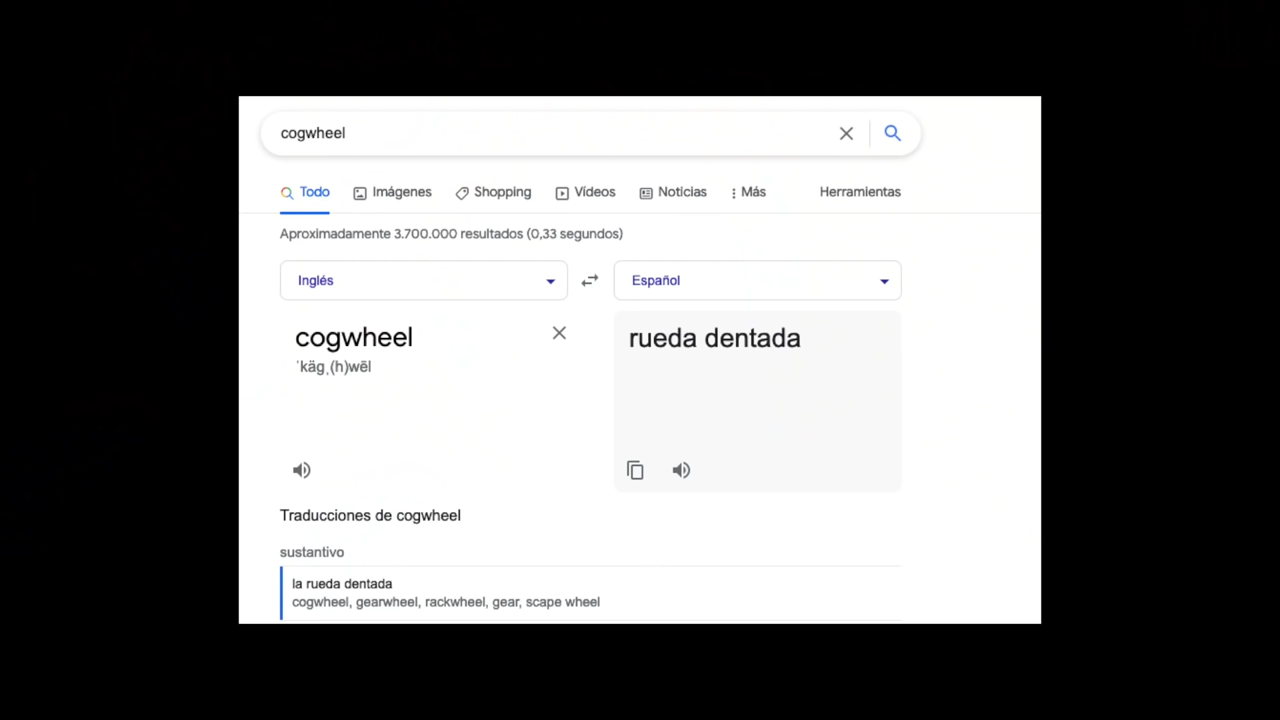 cogwheel
Todo Imágenes Shopping Vídeos Noticias Más Herramientas
Aproximadamente 3.700.000 resultados (0,33 segundos)
Inglés Español
cogwheel rueda dentada
ˈkäɡˌ(h)wēl
Traducciones de cogwheel
sustantivo
la rueda dentada
cogwheel, gearwheel, rackwheel, gear, scape wheel